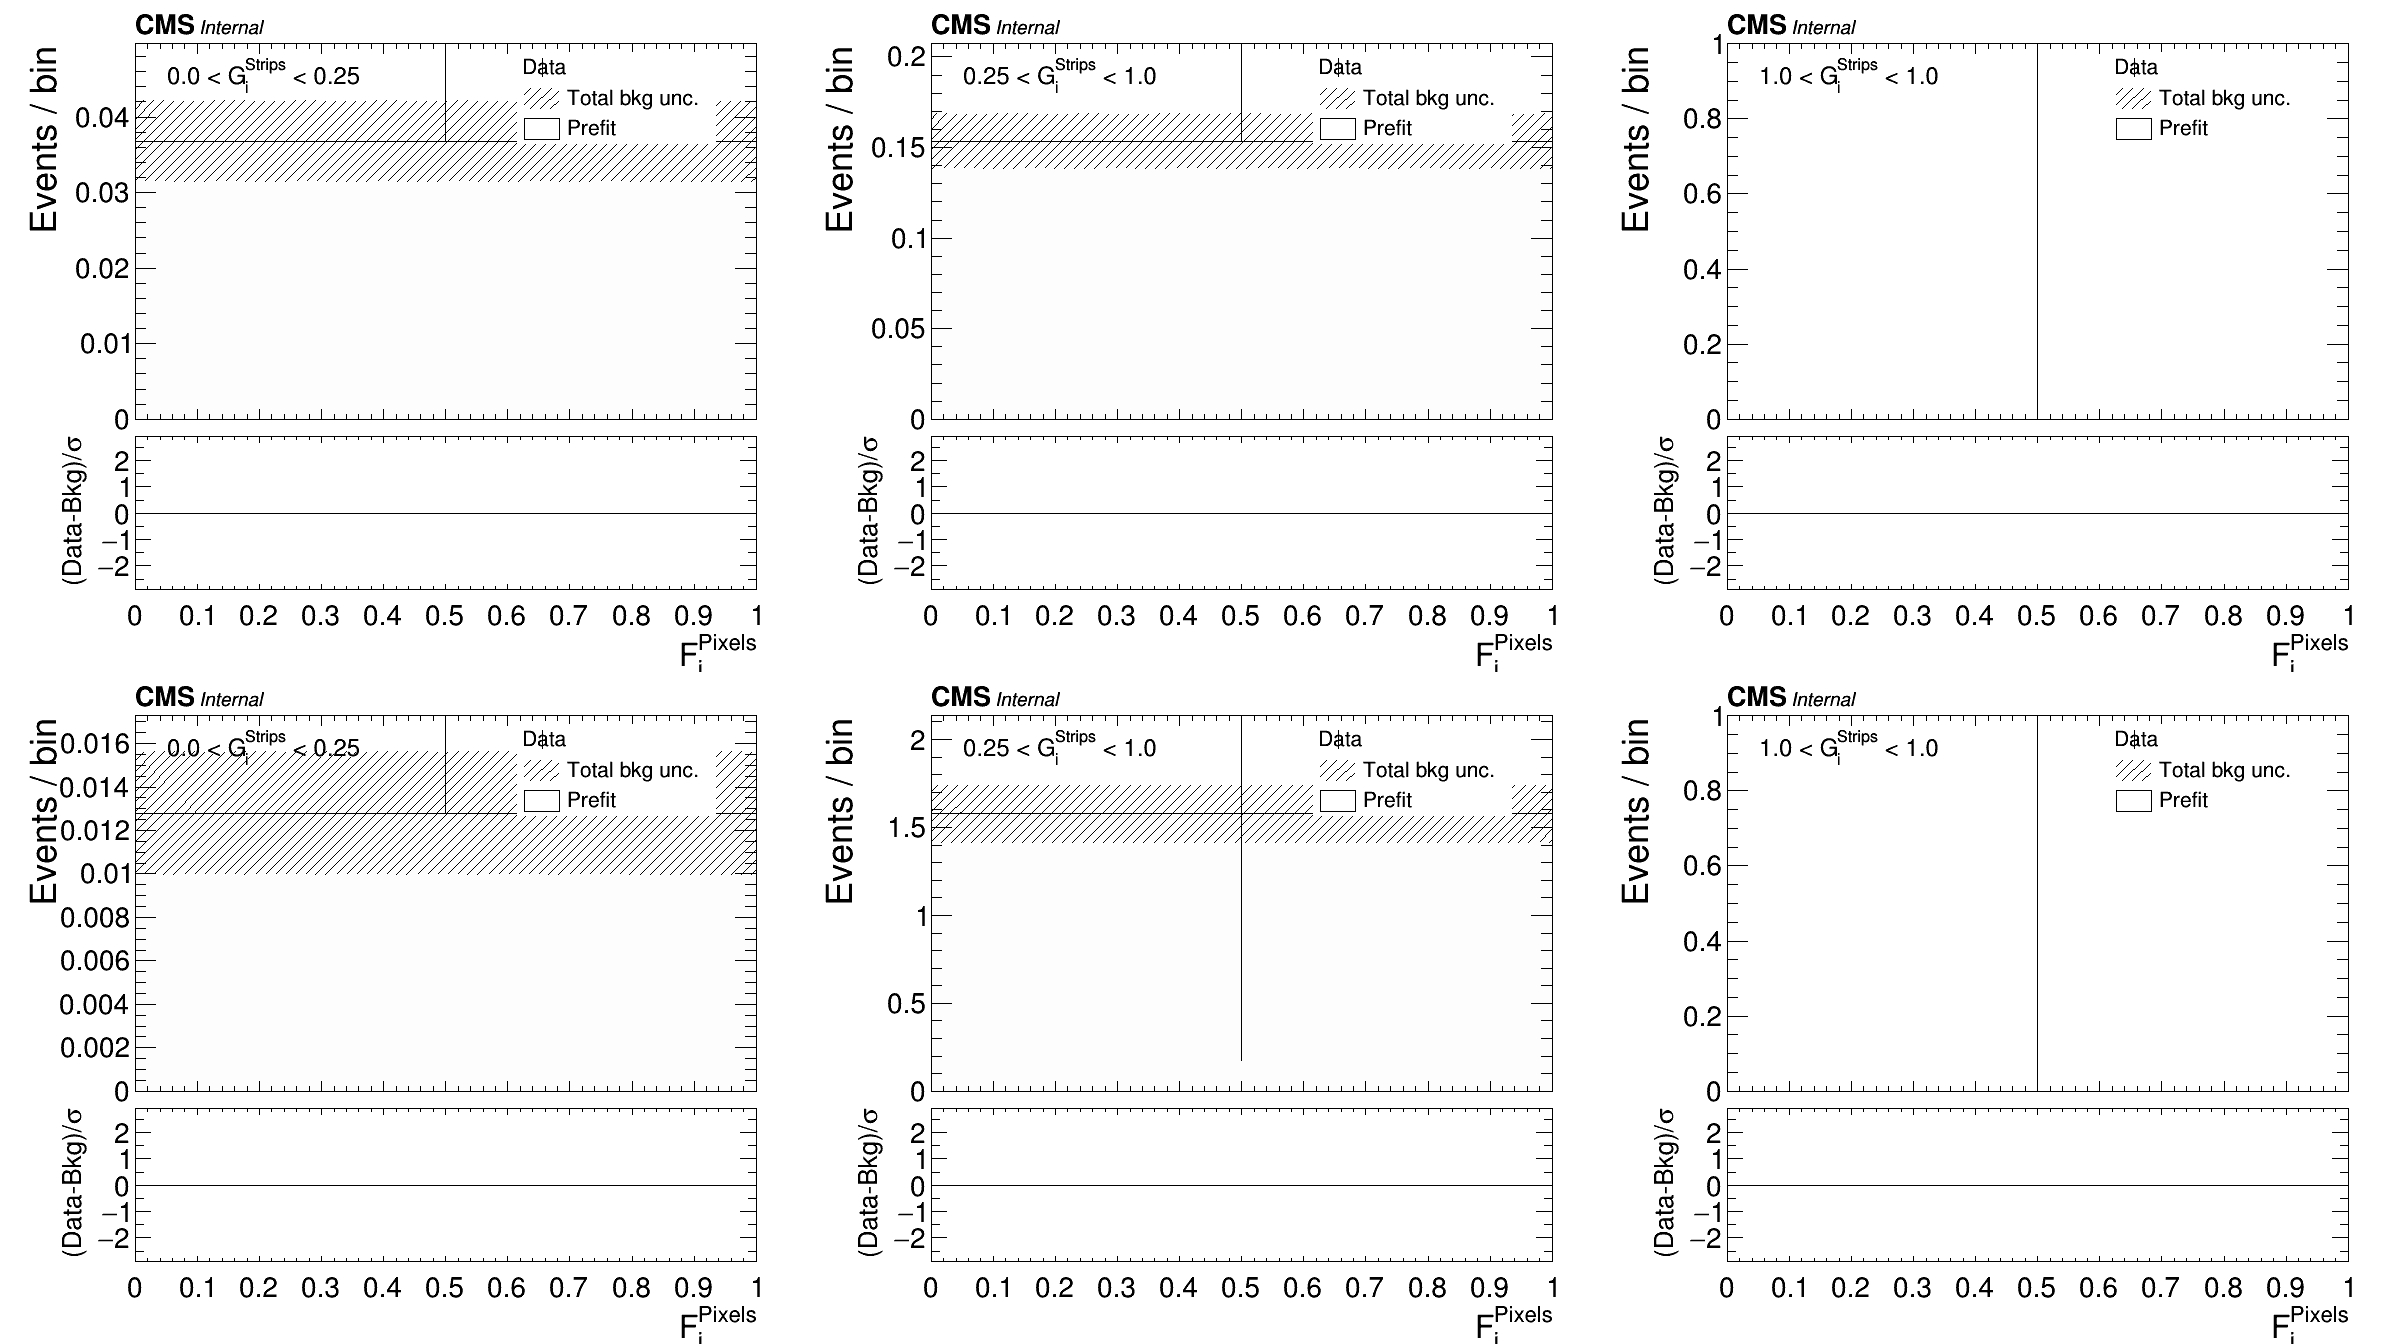 CMS Internal
Events / bin
0.0 < G_i^Strips < 0.25
Data
Total bkg unc.
Prefit
0.04
0.03
0.02
0.01
0
(Data-Bkg)/σ
2
1
0
−1
−2
0 0.1 0.2 0.3 0.4 0.5 0.6 0.7 0.8 0.9 1
F_i^Pixels
CMS Internal
Events / bin
0.25 < G_i^Strips < 1.0
Data
Total bkg unc.
Prefit
0.2
0.15
0.1
0.05
0
(Data-Bkg)/σ
2
1
0
−1
−2
0 0.1 0.2 0.3 0.4 0.5 0.6 0.7 0.8 0.9 1
F_i^Pixels
CMS Internal
Events / bin
1.0 < G_i^Strips < 1.0
Data
Total bkg unc.
Prefit
1
0.8
0.6
0.4
0.2
0
(Data-Bkg)/σ
2
1
0
−1
−2
0 0.1 0.2 0.3 0.4 0.5 0.6 0.7 0.8 0.9 1
F_i^Pixels
CMS Internal
Events / bin
0.0 < G_i^Strips < 0.25
Data
Total bkg unc.
Prefit
0.016
0.014
0.012
0.01
0.008
0.006
0.004
0.002
0
(Data-Bkg)/σ
2
1
0
−1
−2
0 0.1 0.2 0.3 0.4 0.5 0.6 0.7 0.8 0.9 1
F_i^Pixels
CMS Internal
Events / bin
0.25 < G_i^Strips < 1.0
Data
Total bkg unc.
Prefit
2
1.5
1
0.5
0
(Data-Bkg)/σ
2
1
0
−1
−2
0 0.1 0.2 0.3 0.4 0.5 0.6 0.7 0.8 0.9 1
F_i^Pixels
CMS Internal
Events / bin
1.0 < G_i^Strips < 1.0
Data
Total bkg unc.
Prefit
1
0.8
0.6
0.4
0.2
0
(Data-Bkg)/σ
2
1
0
−1
−2
0 0.1 0.2 0.3 0.4 0.5 0.6 0.7 0.8 0.9 1
F_i^Pixels